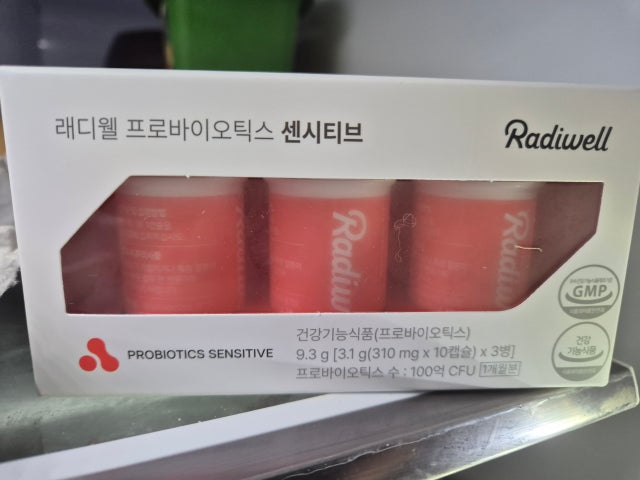 래디웰 프로바이오틱스 센시티브
Radiwell
Radiwell
Radiwell
PROBIOTICS SENSITIVE
건강기능식품(프로바이오틱스)
9.3 g [3.1 g(310 mg x 10캡슐) x 3병]
프로바이오틱스 수 : 100억 CFU 1개월분
GMP
건강
기능식품